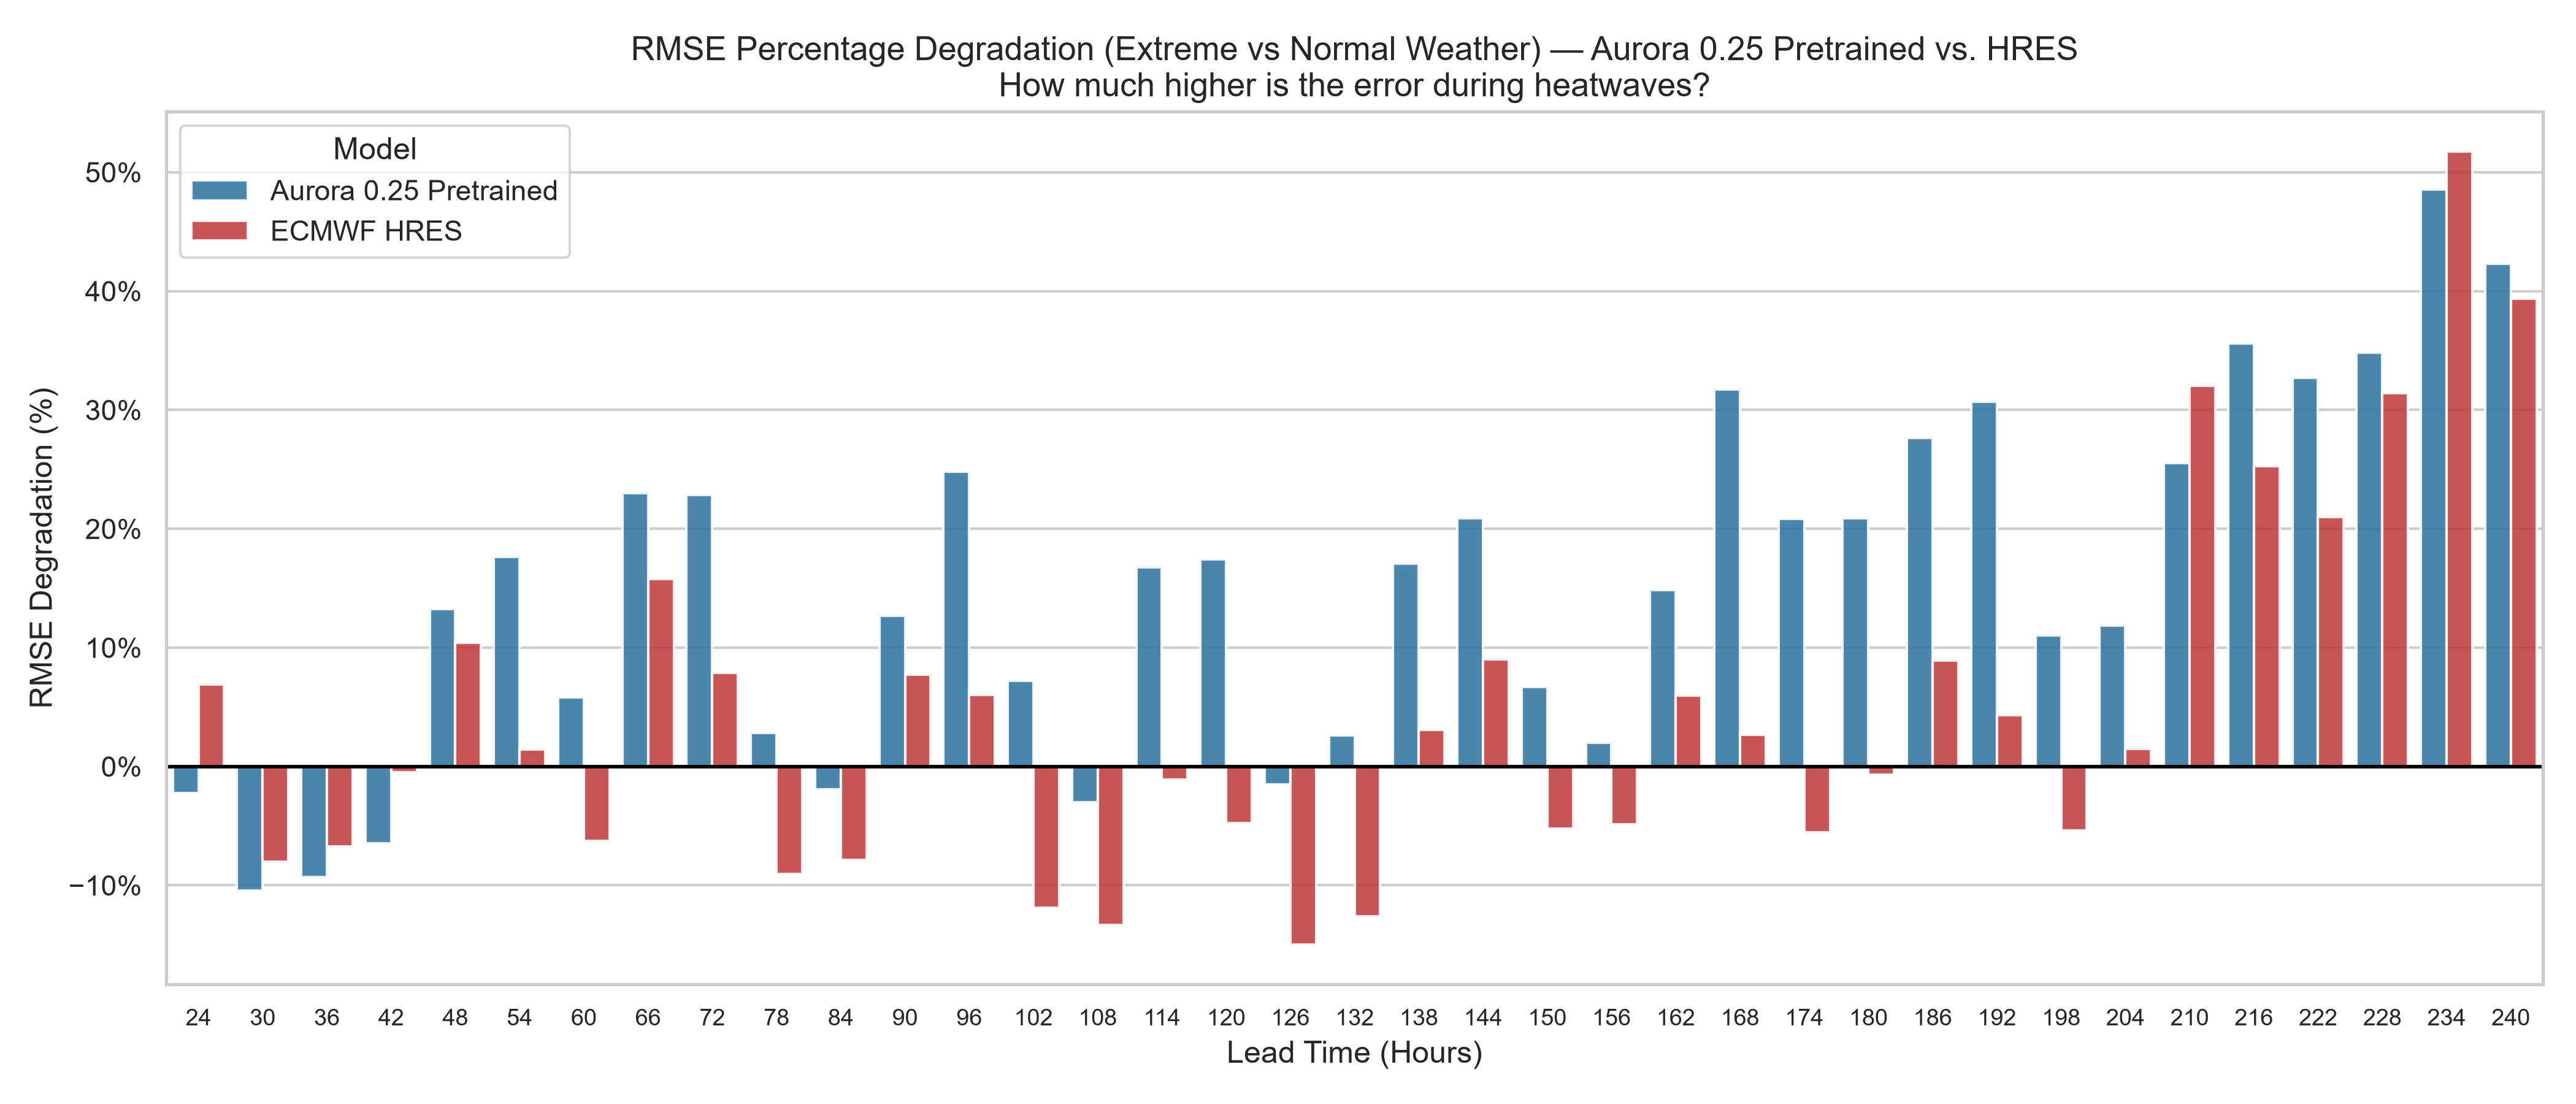 RMSE Percentage Degradation (Extreme vs Normal Weather) — Aurora 0.25 Pretrained vs. HRES
How much higher is the error during heatwaves?
Model
Aurora 0.25 Pretrained
ECMWF HRES
RMSE Degradation (%)
50%
40%
30%
20%
10%
0%
−10%
24 30 36 42 48 54 60 66 72 78 84 90 96 102 108 114 120 126 132 138 144 150 156 162 168 174 180 186 192 198 204 210 216 222 228 234 240
Lead Time (Hours)